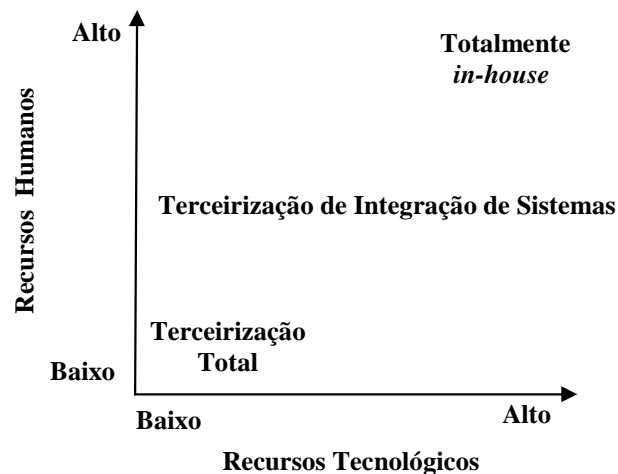 Alto
Totalmente
in-house
Recursos Humanos
Terceirização de Integração de Sistemas
Terceirização
Total
Baixo
Baixo
Alto
Recursos Tecnológicos